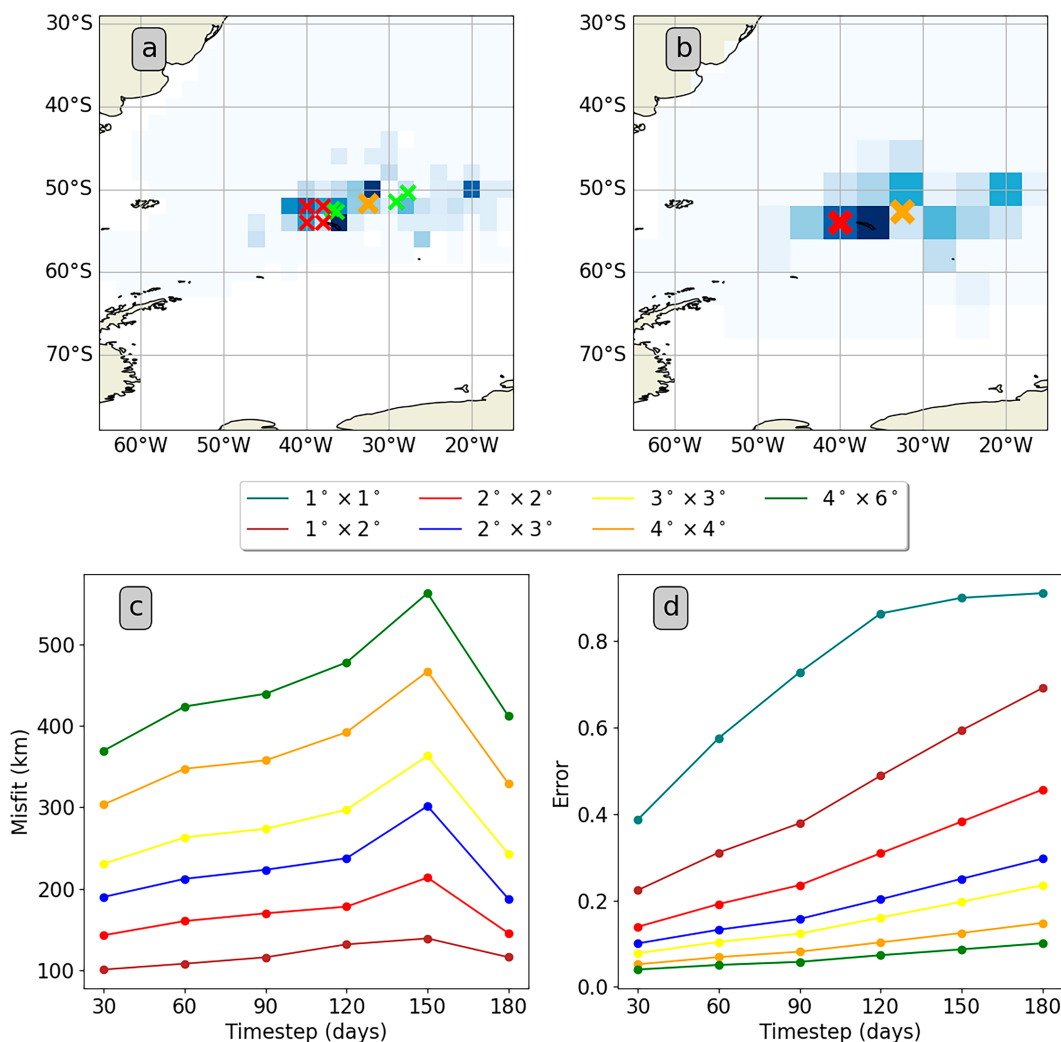 a
b
30°S
40°S
50°S
60°S
70°S
60°W 50°W 40°W 30°W 20°W
30°S
40°S
50°S
60°S
70°S
60°W 50°W 40°W 30°W 20°W
1° × 1° 2° × 2° 3° × 3° 4° × 6°
1° × 2° 2° × 3° 4° × 4°
c
Misfit (km)
500
400
300
200
100
30 60 90 120 150 180
Timestep (days)
d
Error
0.8
0.6
0.4
0.2
0.0
30 60 90 120 150 180
Timestep (days)